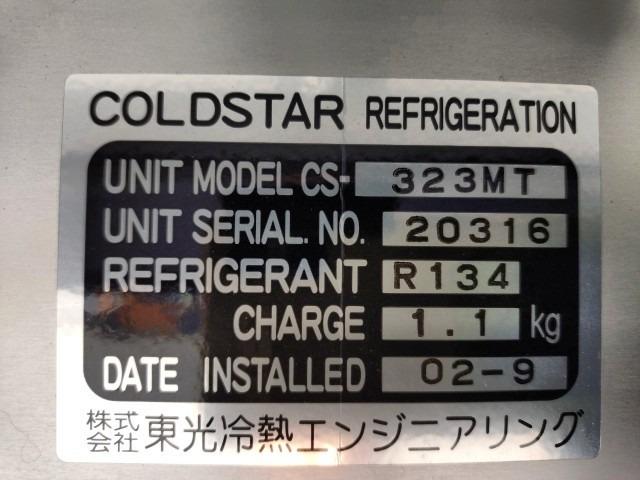 COLDSTAR REFRIGERATION
UNIT MODEL CS- 323MT
UNIT SERIAL. NO. 20316
REFRIGERANT R134
CHARGE 1.1 kg
DATE INSTALLED 02-9
株式会社 東光冷熱エンジニアリング